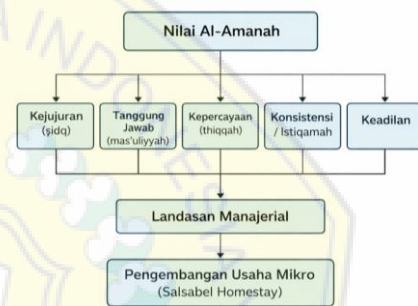 Nilai Al-Amanah
Kejujuran
(ṣidq)
Tanggung
Jawab
(mas'uliyyah)
Kepercayaan
(thiqqah)
Konsistensi
/ Istiqamah
Keadilan
Landasan Manajerial
Pengembangan Usaha Mikro
(Salsabel Homestay)